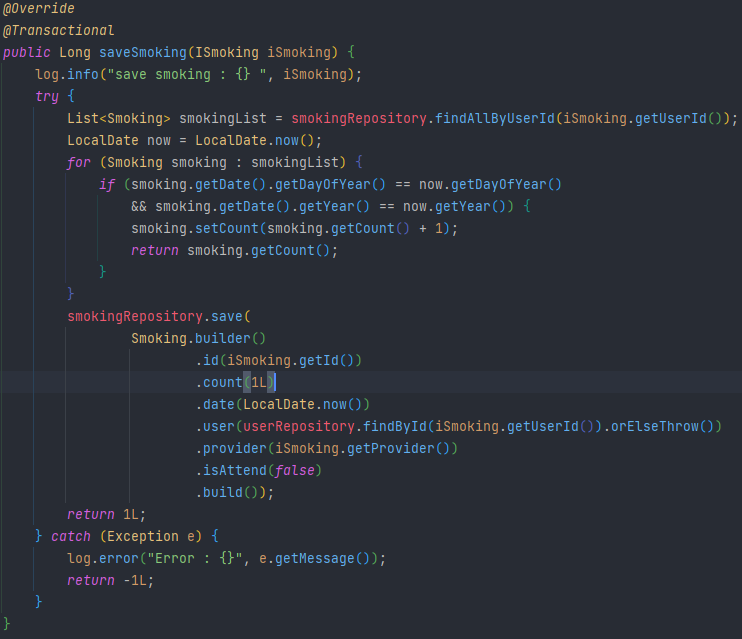 @Override
@Transactional
public Long saveSmoking(ISmoking iSmoking) {
    log.info("save smoking : {} ", iSmoking);
    try {
        List<Smoking> smokingList = smokingRepository.findAllByUserId(iSmoking.getUserId());
        LocalDate now = LocalDate.now();
        for (Smoking smoking : smokingList) {
            if (smoking.getDate().getDayOfYear() == now.getDayOfYear()
                && smoking.getDate().getYear() == now.getYear()) {
                smoking.setCount(smoking.getCount() + 1);
                return smoking.getCount();
            }
        }
        smokingRepository.save(
                Smoking.builder()
                        .id(iSmoking.getId())
                        .count(1L)
                        .date(LocalDate.now())
                        .user(userRepository.findById(iSmoking.getUserId()).orElseThrow())
                        .provider(iSmoking.getProvider())
                        .isAttend(false)
                        .build());
        return 1L;
    } catch (Exception e) {
        log.error("Error : {}", e.getMessage());
        return -1L;
    }
}